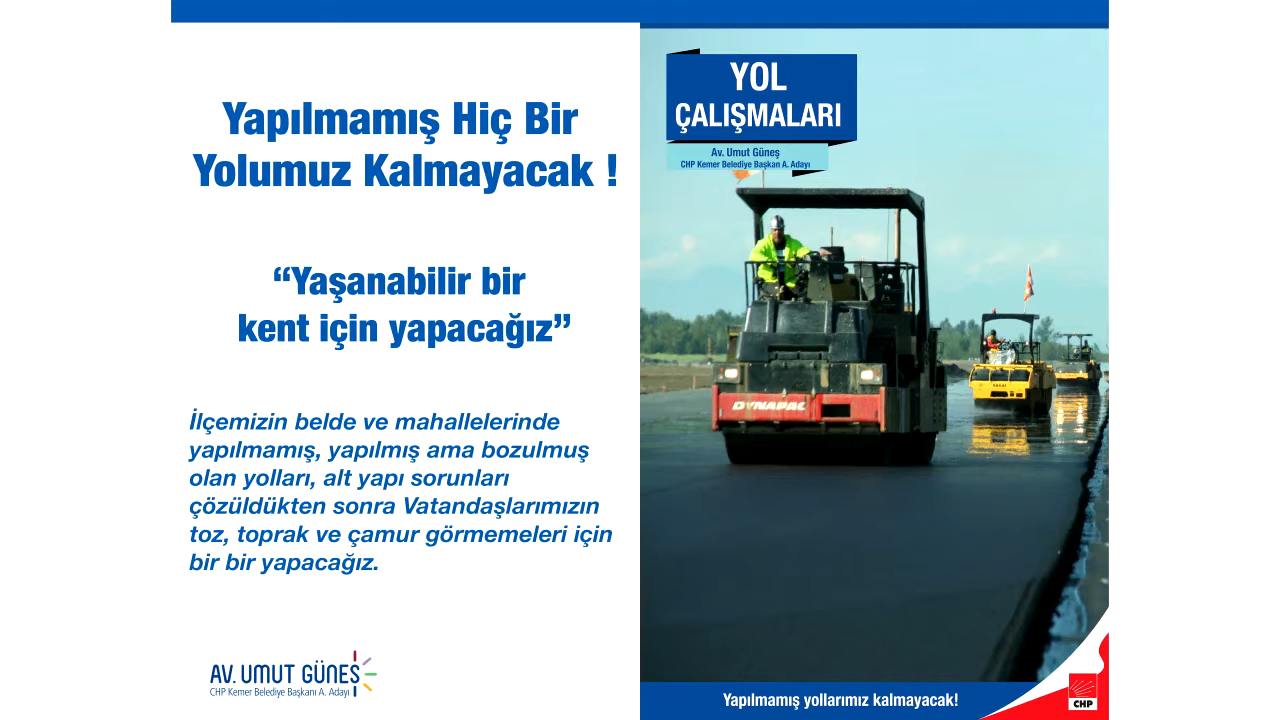 Yapılmamış Hiç Bir
Yolumuz Kalmayacak !
“Yaşanabilir bir
kent için yapacağız”
İlçemizin belde ve mahallelerinde
yapılmamış, yapılmış ama bozulmuş
olan yolları, alt yapı sorunları
çözüldükten sonra Vatandaşlarımızın
toz, toprak ve çamur görmemeleri için
bir bir yapacağız.
AV. UMUT GÜNEŞ
CHP Kemer Belediye Başkanı A. Adayı
YOL
ÇALIŞMALARI
Av. Umut Güneş
CHP Kemer Belediye Başkan A. Adayı
DYNAPAC
SAKAI
Yapılmamış yollarımız kalmayacak!
CHP